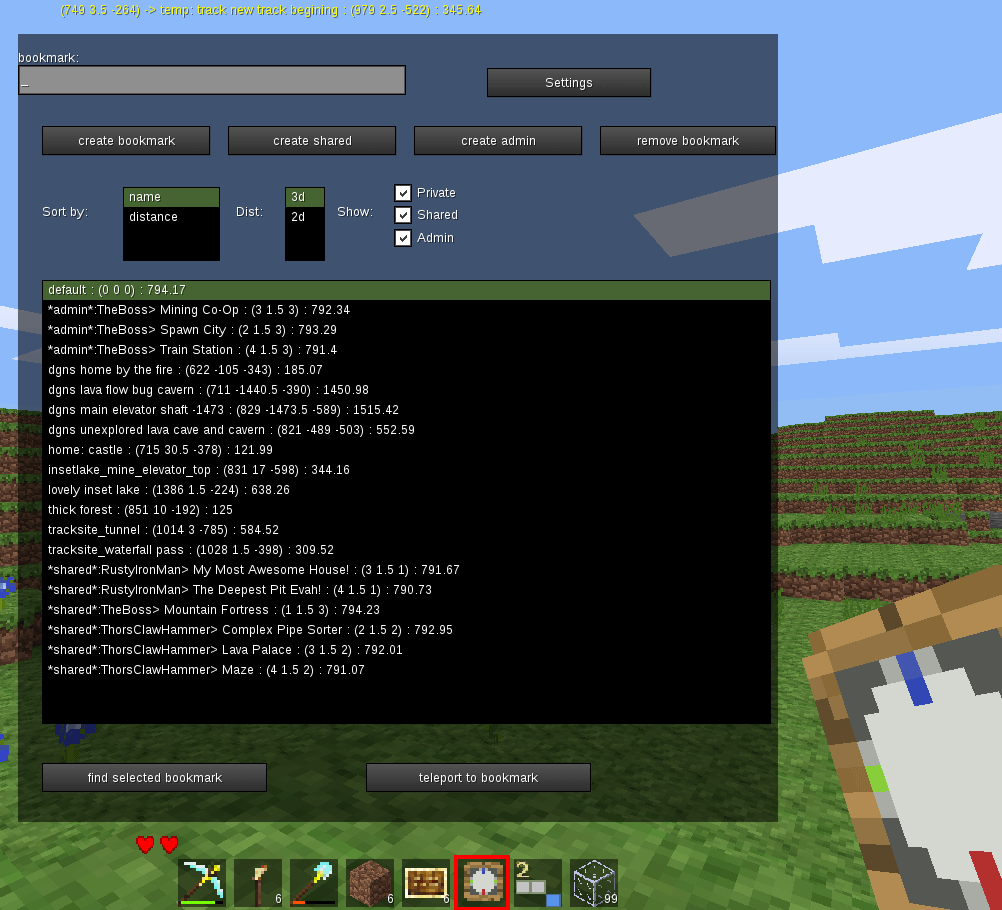 (749 3.5 -264) -> temp: track new track begining : (979 2.5 -522) : 345.64
bookmark:
_
Settings
create bookmark create shared create admin remove bookmark
Sort by: name distance Dist: 3d 2d Show: Private Shared Admin
default : (0 0 0) : 794.17
*admin*:TheBoss> Mining Co-Op : (3 1.5 3) : 792.34
*admin*:TheBoss> Spawn City : (2 1.5 3) : 793.29
*admin*:TheBoss> Train Station : (4 1.5 3) : 791.4
dgns home by the fire : (622 -105 -343) : 185.07
dgns lava flow bug cavern : (711 -1440.5 -390) : 1450.98
dgns main elevator shaft -1473 : (829 -1473.5 -589) : 1515.42
dgns unexplored lava cave and cavern : (821 -489 -503) : 552.59
home: castle : (715 30.5 -378) : 121.99
insetlake_mine_elevator_top : (831 17 -598) : 344.16
lovely inset lake : (1386 1.5 -224) : 638.26
thick forest : (851 10 -192) : 125
tracksite_tunnel : (1014 3 -785) : 584.52
tracksite_waterfall pass : (1028 1.5 -398) : 309.52
*shared*:RustyIronMan> My Most Awesome House! : (3 1.5 1) : 791.67
*shared*:RustyIronMan> The Deepest Pit Evah! : (4 1.5 1) : 790.73
*shared*:TheBoss> Mountain Fortress : (1 1.5 3) : 794.23
*shared*:ThorsClawHammer> Complex Pipe Sorter : (2 1.5 2) : 792.95
*shared*:ThorsClawHammer> Lava Palace : (3 1.5 2) : 792.01
*shared*:ThorsClawHammer> Maze : (4 1.5 2) : 791.07
find selected bookmark teleport to bookmark
6 6 6 2 99